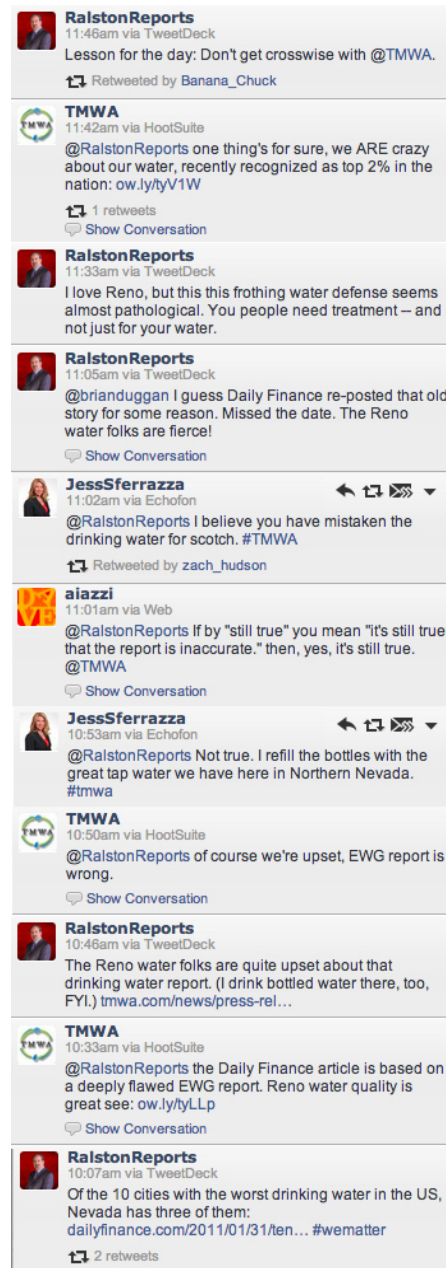 RalstonReports
11:46am via TweetDeck
Lesson for the day: Don't get crosswise with @TMWA.
Retweeted by Banana_Chuck
TMWA
TMWA
11:42am via HootSuite
@RalstonReports one thing's for sure, we ARE crazy
about our water, recently recognized as top 2% in the
nation: ow.ly/tyV1W
1 retweets
Show Conversation
RalstonReports
11:33am via TweetDeck
I love Reno, but this this frothing water defense seems
almost pathological. You people need treatment -- and
not just for your water.
RalstonReports
11:05am via TweetDeck
@brianduggan I guess Daily Finance re-posted that old
story for some reason. Missed the date. The Reno
water folks are fierce!
Show Conversation
JessSferrazza
11:02am via Echofon
@RalstonReports I believe you have mistaken the
drinking water for scotch. #TMWA
Retweeted by zach_hudson
aiazzi
11:01am via Web
@RalstonReports If by "still true" you mean "it's still true
that the report is inaccurate." then, yes, it's still true.
@TMWA
Show Conversation
JessSferrazza
10:53am via Echofon
@RalstonReports Not true. I refill the bottles with the
great tap water we have here in Northern Nevada.
#tmwa
TMWA
TMWA
10:50am via HootSuite
@RalstonReports of course we're upset, EWG report is
wrong.
Show Conversation
RalstonReports
10:46am via TweetDeck
The Reno water folks are quite upset about that
drinking water report. (I drink bottled water there, too,
FYI.) tmwa.com/news/press-rel...
TMWA
TMWA
10:33am via HootSuite
@RalstonReports the Daily Finance article is based on
a deeply flawed EWG report. Reno water quality is
great see: ow.ly/tyLLp
Show Conversation
RalstonReports
10:07am via TweetDeck
Of the 10 cities with the worst drinking water in the US,
Nevada has three of them:
dailyfinance.com/2011/01/31/ten... #wematter
2 retweets